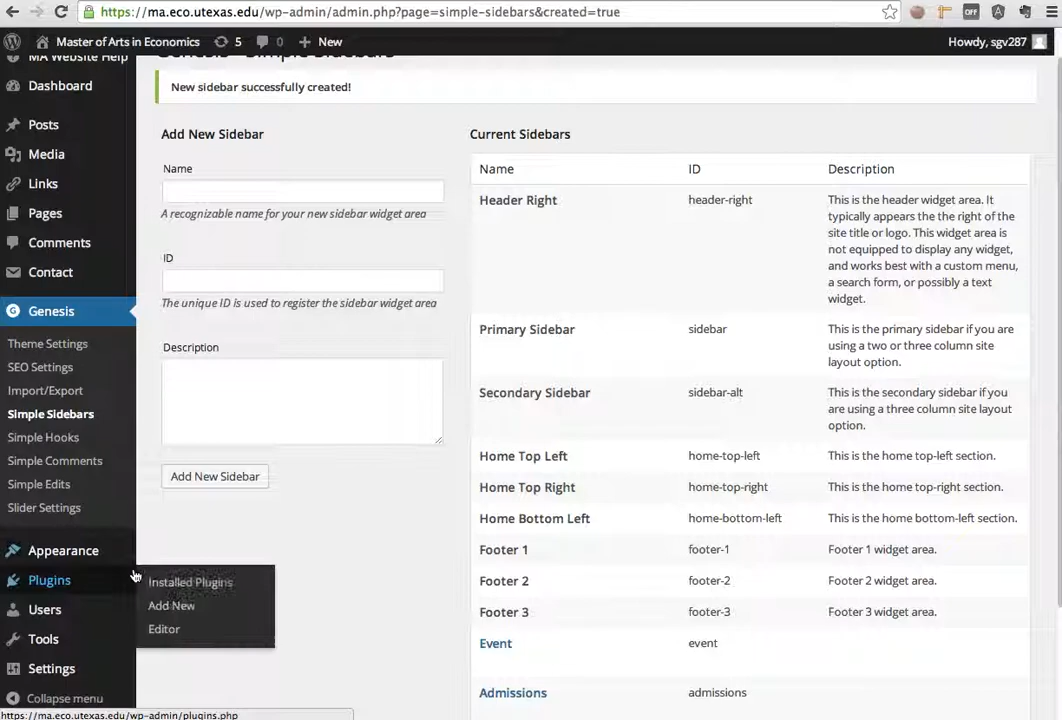 https://ma.eco.utexas.edu/wp-admin/admin.php?page=simple-sidebars&created=true
OFF
Master of Arts in Economics 5 0 + New Howdy, sgv287
MA Website Help
Dashboard
Posts
Media
Links
Pages
Comments
Contact
Genesis
Theme Settings
SEO Settings
Import/Export
Simple Sidebars
Simple Hooks
Simple Comments
Simple Edits
Slider Settings
Appearance
Plugins
Users
Tools
Settings
Collapse menu
Installed Plugins
Add New
Editor
Genesis - Simple Sidebars
New sidebar successfully created!
Add New Sidebar
Name
A recognizable name for your new sidebar widget area
ID
The unique ID is used to register the sidebar widget area
Description
Add New Sidebar
Current Sidebars
Name ID Description
Header Right header-right This is the header widget area. It
typically appears the the right of the
site title or logo. This widget area is
not equipped to display any widget,
and works best with a custom menu,
a search form, or possibly a text
widget.
Primary Sidebar sidebar This is the primary sidebar if you are
using a two or three column site
layout option.
Secondary Sidebar sidebar-alt This is the secondary sidebar if you
are using a three column site layout
option.
Home Top Left home-top-left This is the home top-left section.
Home Top Right home-top-right This is the home top-right section.
Home Bottom Left home-bottom-left This is the home bottom-left section.
Footer 1 footer-1 Footer 1 widget area.
Footer 2 footer-2 Footer 2 widget area.
Footer 3 footer-3 Footer 3 widget area.
Event event
Admissions admissions
https://ma.eco.utexas.edu/wp-admin/plugins.php